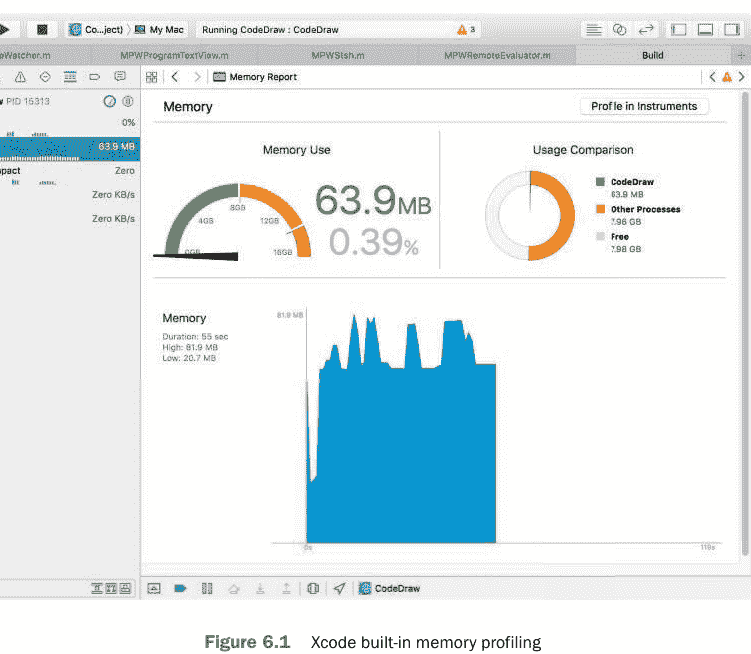 Co...ject)
My Mac
Running CodeDraw : CodeDraw
3
oWatcher.m
MPWProgramTextView.m
MPWStsh.m
MPWRemoteEvaluator.m
Build
+
Memory Report
PID 15313
0%
63.9 MB
pact
Zero
Zero KB/s
Zero KB/s
Memory
Profile in Instruments
Memory Use
Usage Comparison
0GB
4GB
8GB
12GB
16GB
63.9MB
0.39%
CodeDraw
63.9 MB
Other Processes
7.96 GB
Free
7.98 GB
Memory
Duration: 55 sec
High: 81.9 MB
Low: 20.7 MB
81.9 MB
0s
119s
CodeDraw
Figure 6.1 Xcode built-in memory profiling